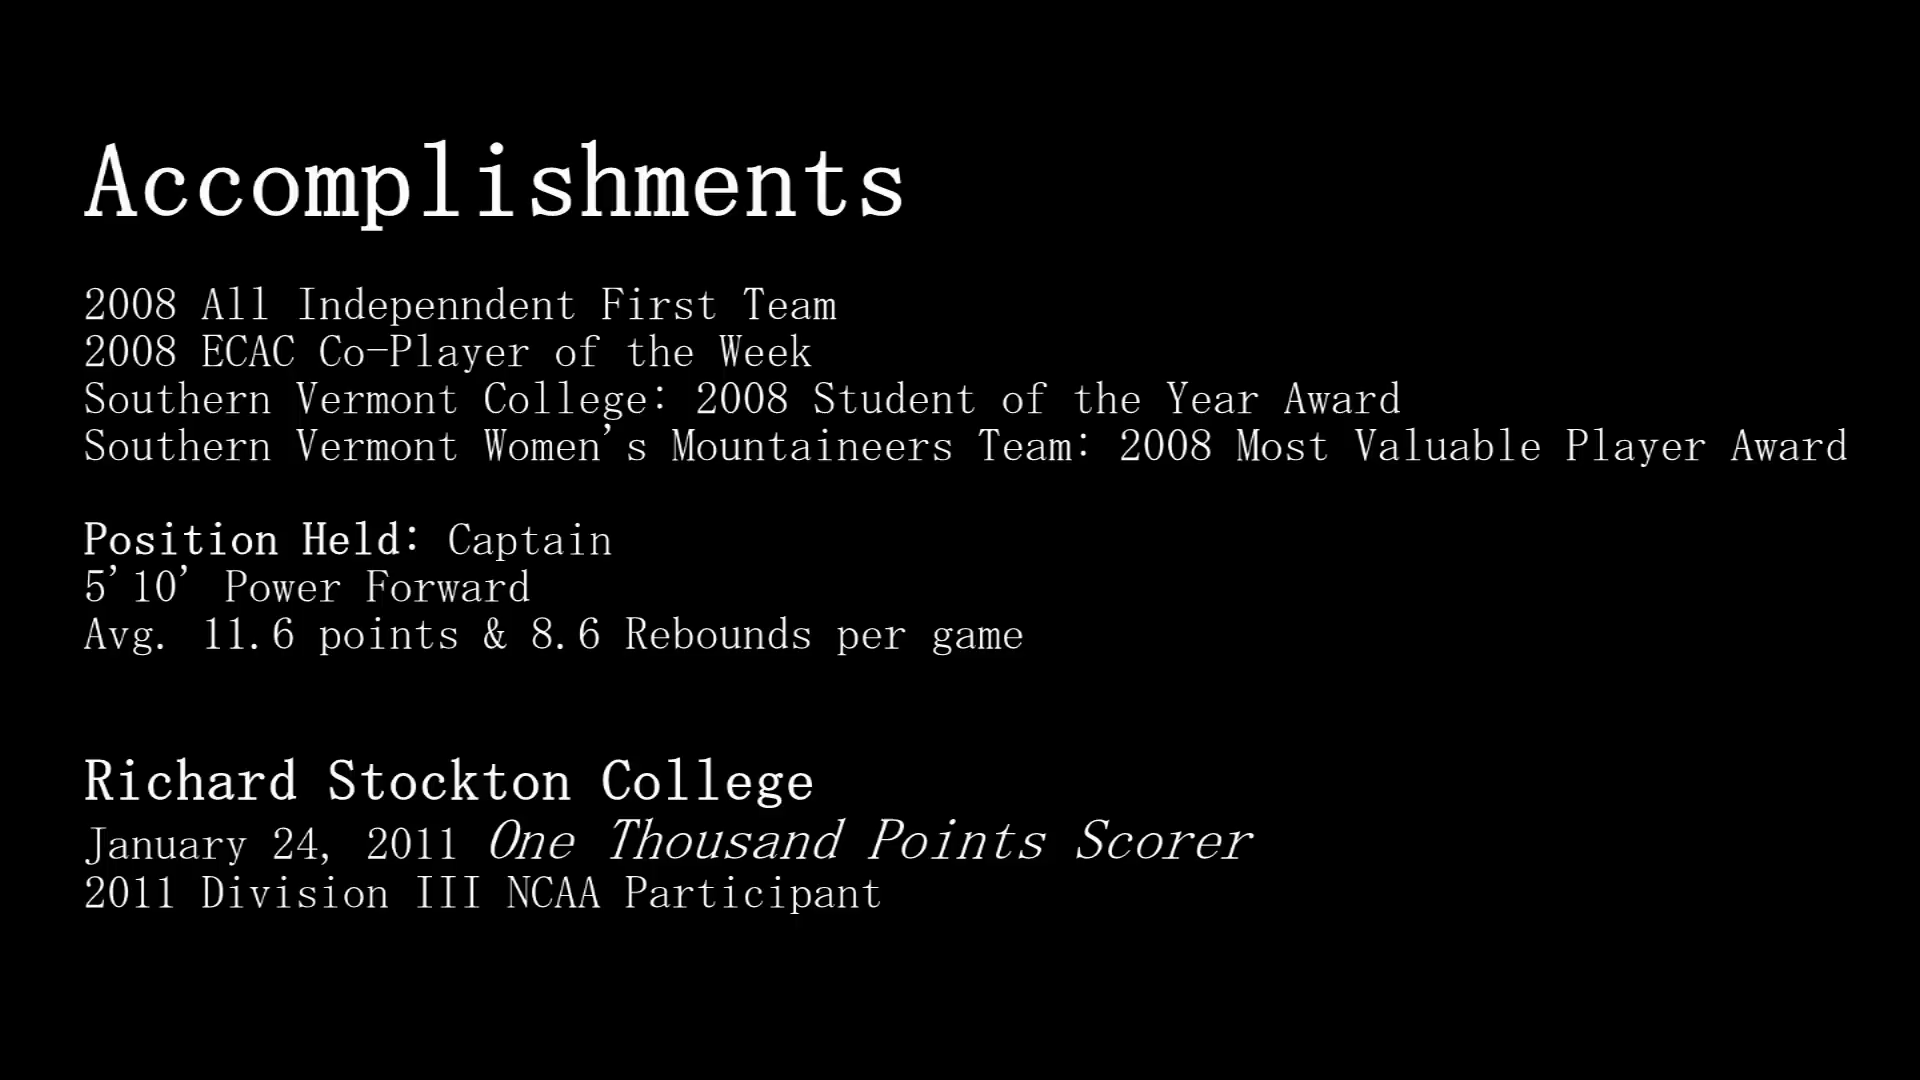 Accomplishments
2008 All Indepenndent First Team
2008 ECAC Co-Player of the Week
Southern Vermont College: 2008 Student of the Year Award
Southern Vermont Women's Mountaineers Team: 2008 Most Valuable Player Award
Position Held: Captain
5'10' Power Forward
Avg. 11.6 points & 8.6 Rebounds per game
Richard Stockton College
January 24, 2011 One Thousand Points Scorer
2011 Division III NCAA Participant